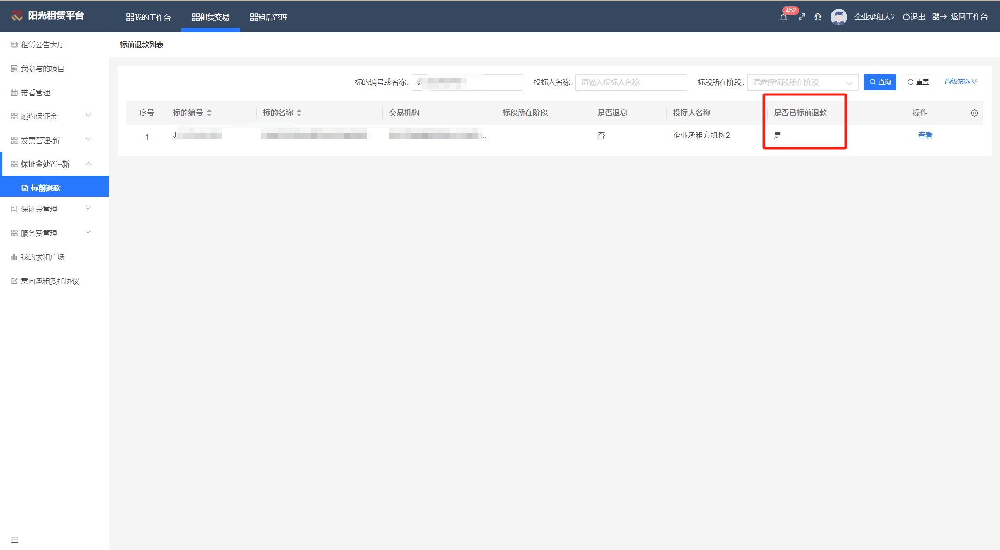 阳光租赁平台
我的工作台
租赁交易
租后管理
452
企业承租人2
退出
返回工作台
租赁公告大厅
我参与的项目
带看管理
履约保证金
发票管理-新
保证金处置--新
标前退款
保证金管理
服务费管理
我的求租广场
意向承租委托协议
标前退款列表
标的编号或名称:
投标人名称: 请输入投标人名称
标段所在阶段: 请选择标段所在阶段
查询
重置
高级筛选
序号 标的编号 标的名称 交易机构 标段所在阶段 是否退息 投标人名称 是否已标前退款 操作
1 J 否 企业承租方机构2 是 查看